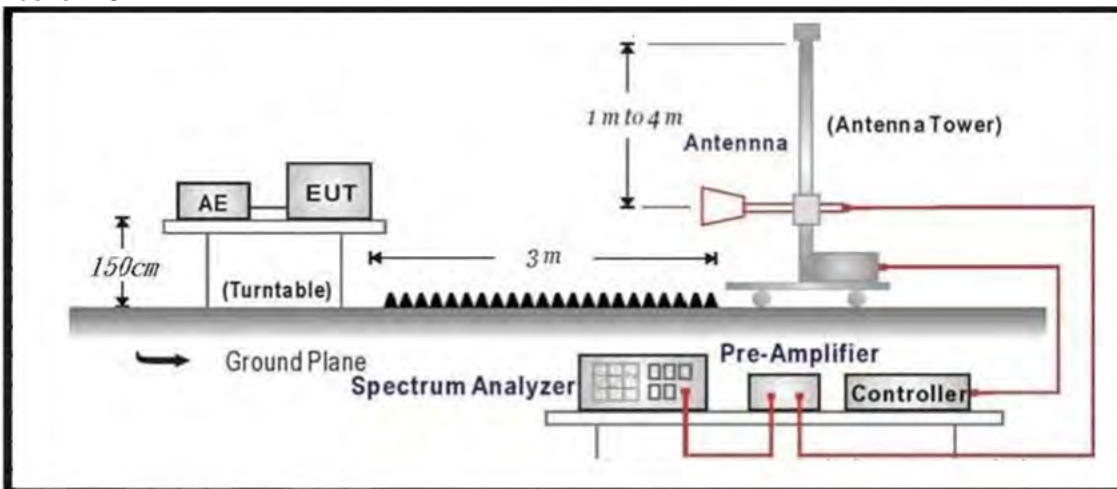 1 m to 4 m
(Antenna Tower)
Antennna
EUT
AE
150cm
3 m
(Turntable)
Ground Plane
Pre-Amplifier
Spectrum Analyzer
Controller